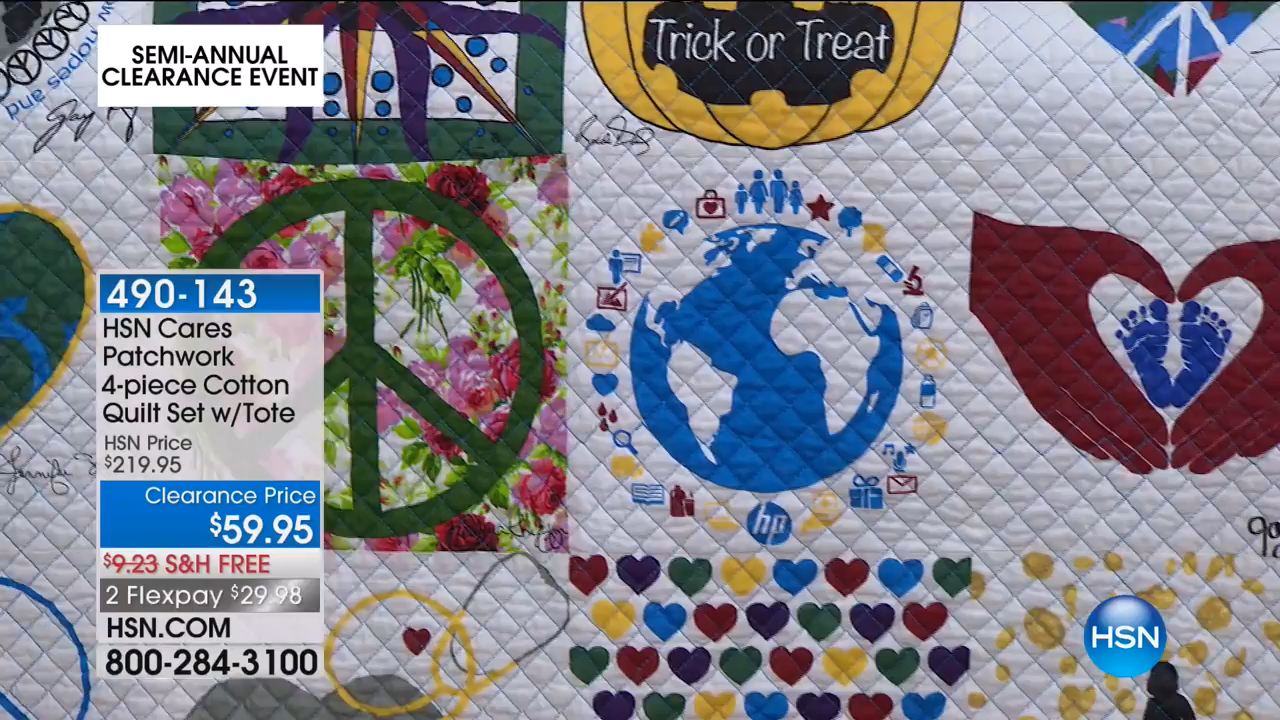 SEMI-ANNUAL
CLEARANCE EVENT
Trick or Treat
490-143
HSN Cares
Patchwork
4-piece Cotton
Quilt Set w/Tote
HSN Price
$219.95
Clearance Price
$59.95
$9.23 S&H FREE
2 Flexpay $29.98
HSN.COM
800-284-3100
hp
HSN